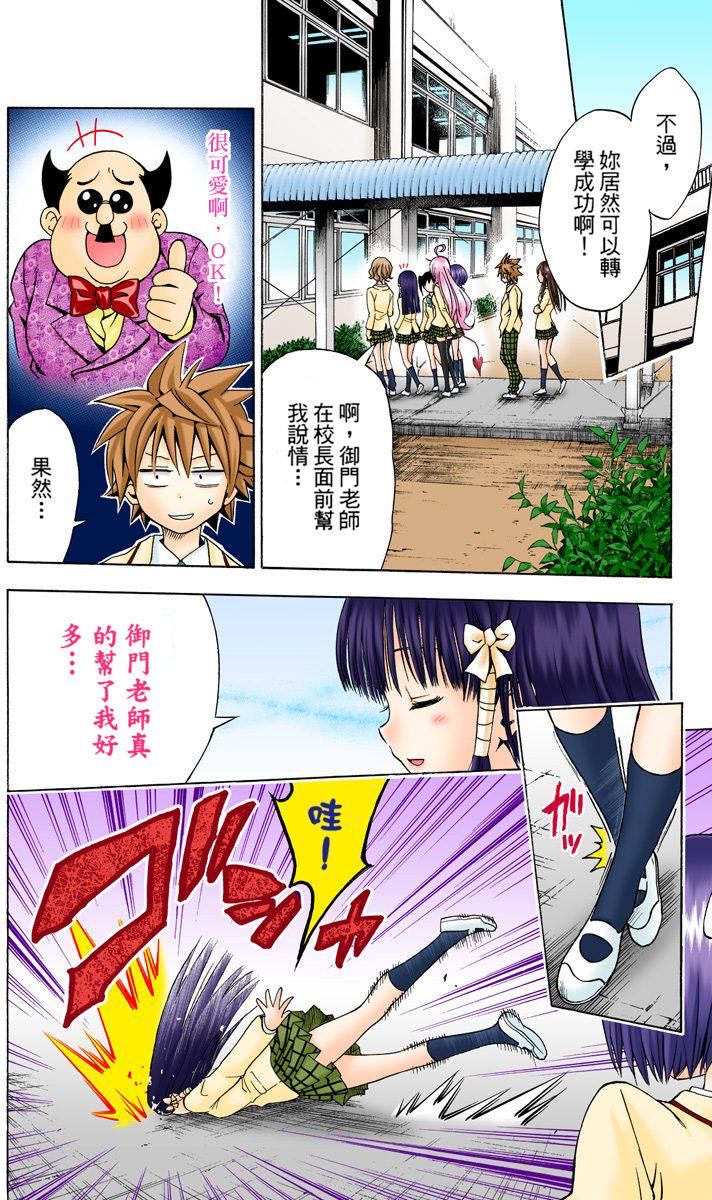 不過，
妳居然可以轉
學成功啊！
啊，御門老師
在校長面前幫
我說情…
很可愛啊，OK！
果然…
御門老師真
的幫了我好
多…
ガッ
哇！
グシャ